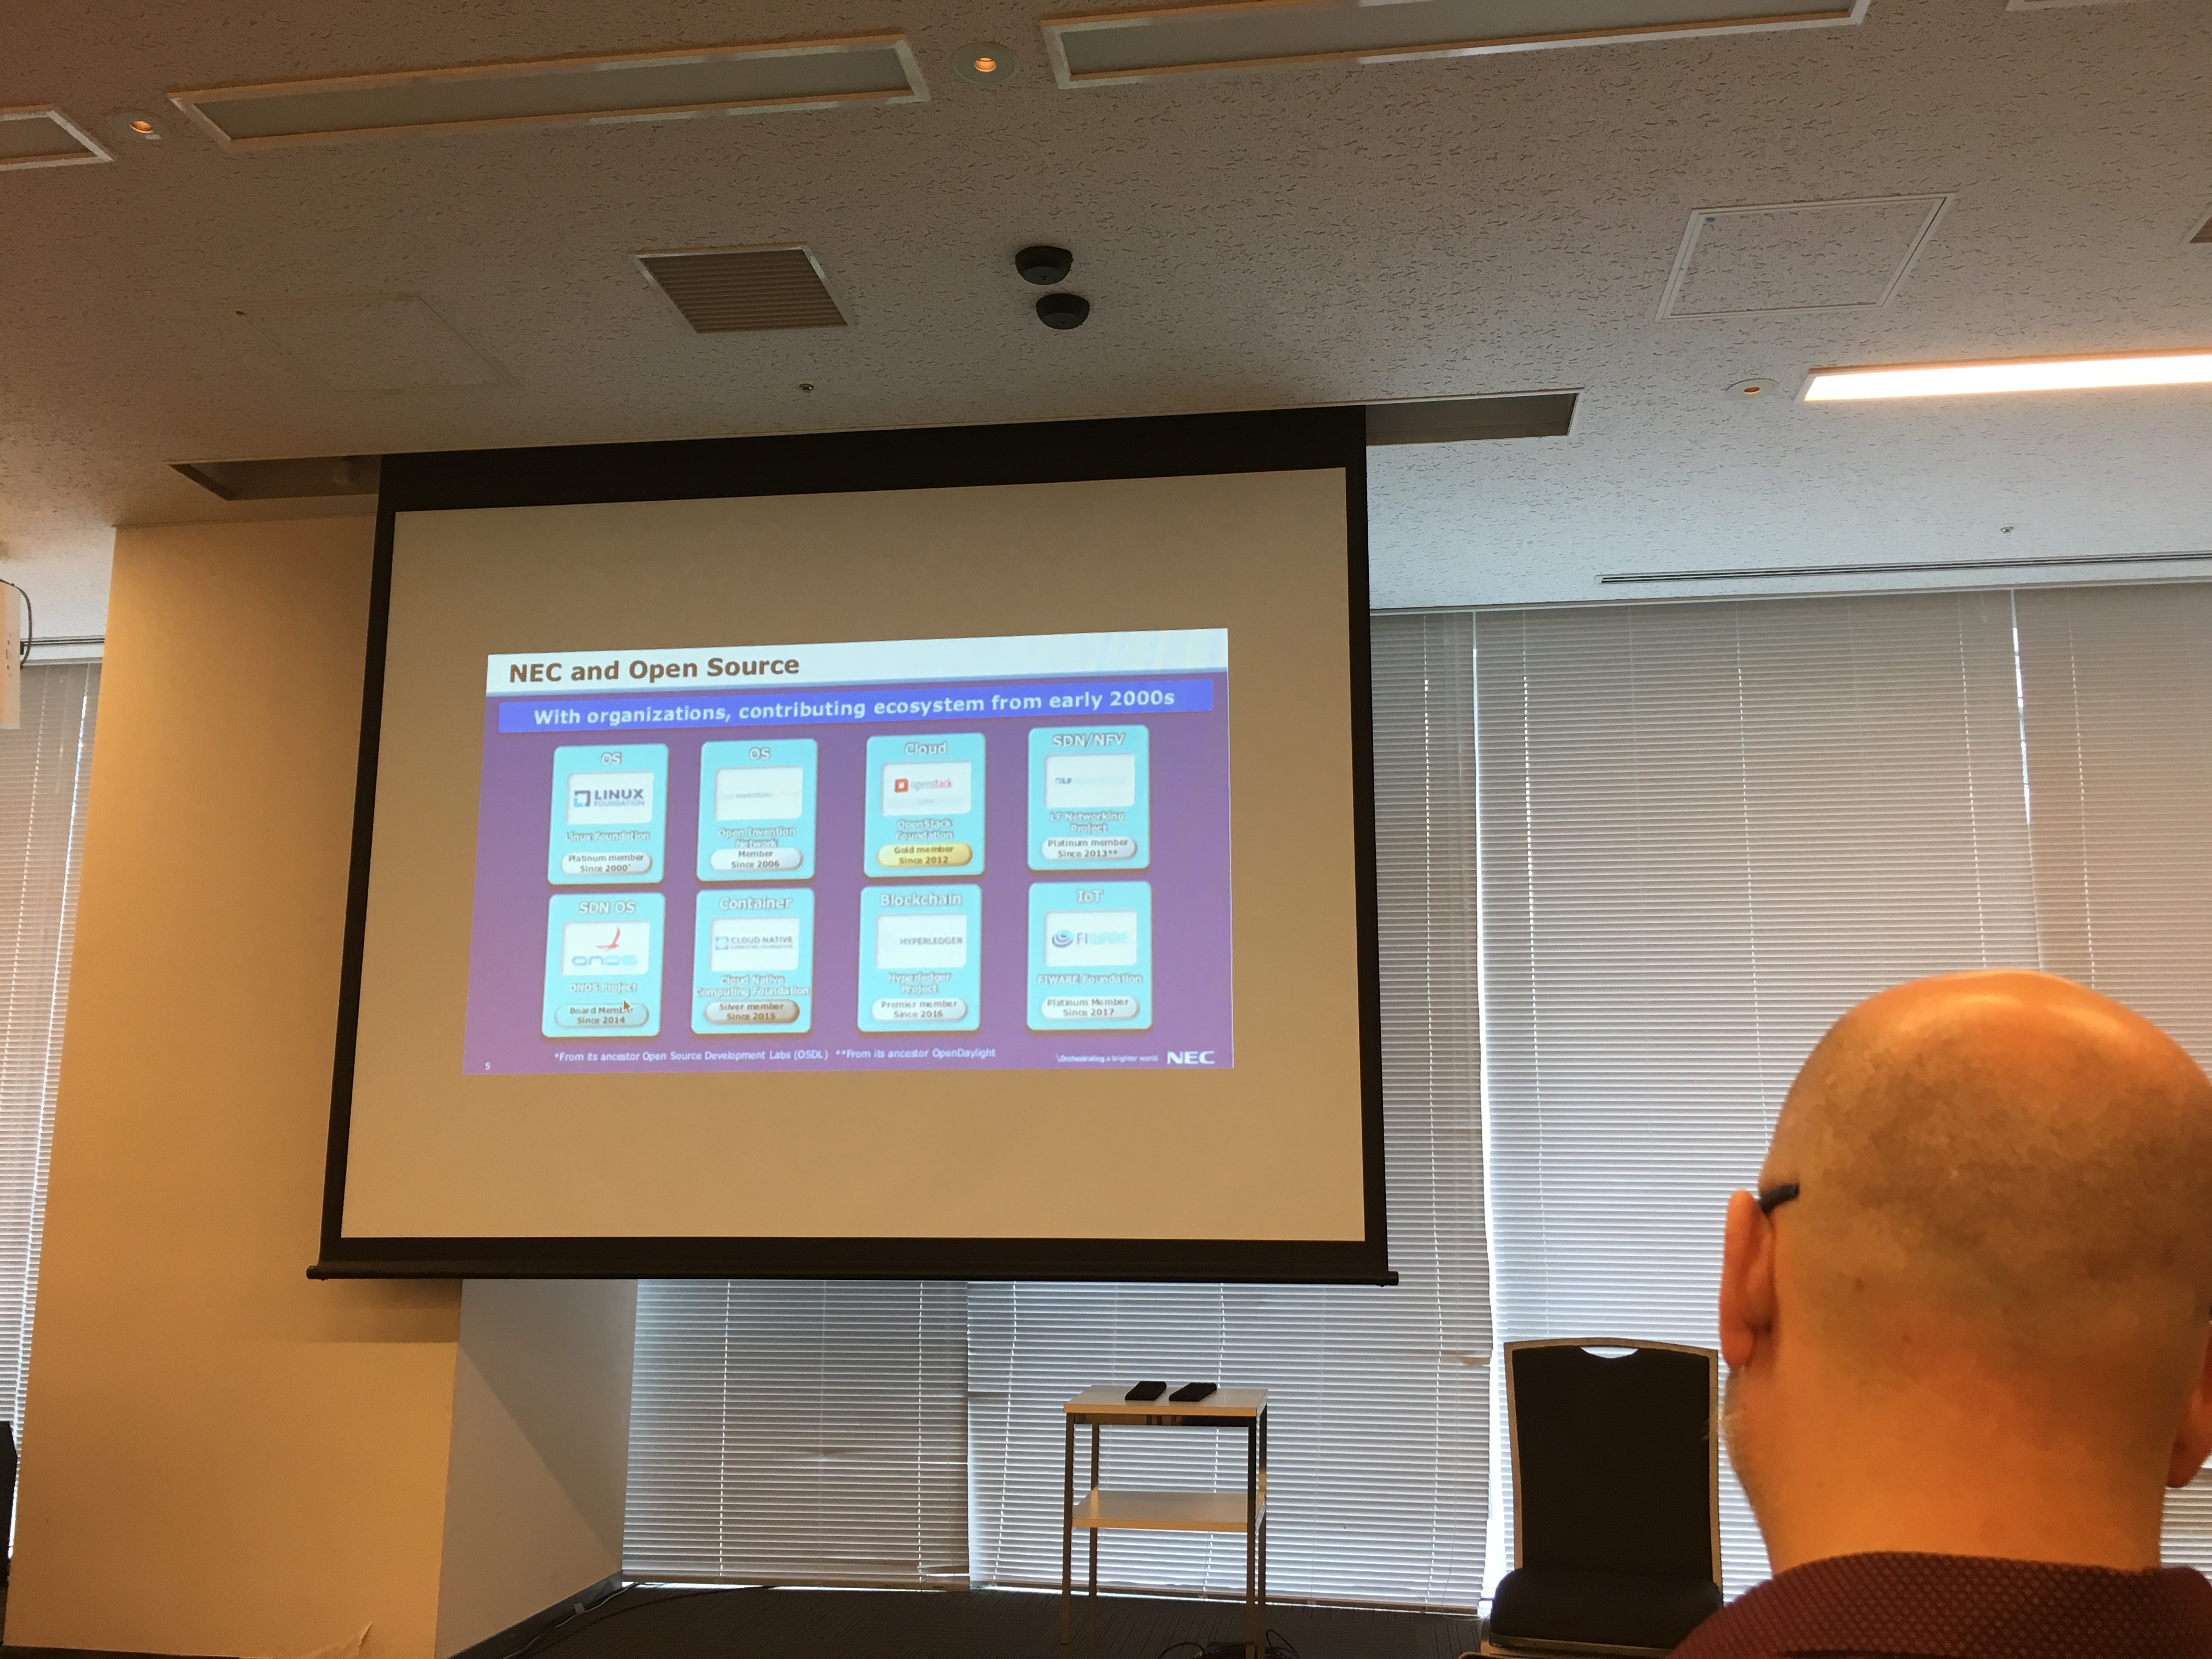 NEC and Open Source
With organizations, contributing ecosystem from early 2000s
OS
LINUX
FOUNDATION
Linux Foundation
Platinum member
Since 2000*
OS
Open Invention
Network
Member
Since 2006
Cloud
openstack
OpenStack
Foundation
Gold member
Since 2012
SDN/NFV
LF Networking
Project
Platinum member
Since 2013**
SDN OS
onos
ONOS Project
Board Member
Since 2014
Container
CLOUD NATIVE
COMPUTING FOUNDATION
Cloud Native
Computing Foundation
Silver member
Since 2015
Blockchain
HYPERLEDGER
Hyperledger
Project
Premier member
Since 2016
IoT
FIWARE
FIWARE Foundation
Platinum Member
Since 2017
*From its ancestor Open Source Development Labs (OSDL) **From its ancestor OpenDaylight
5
\Orchestrating a brighter world NEC